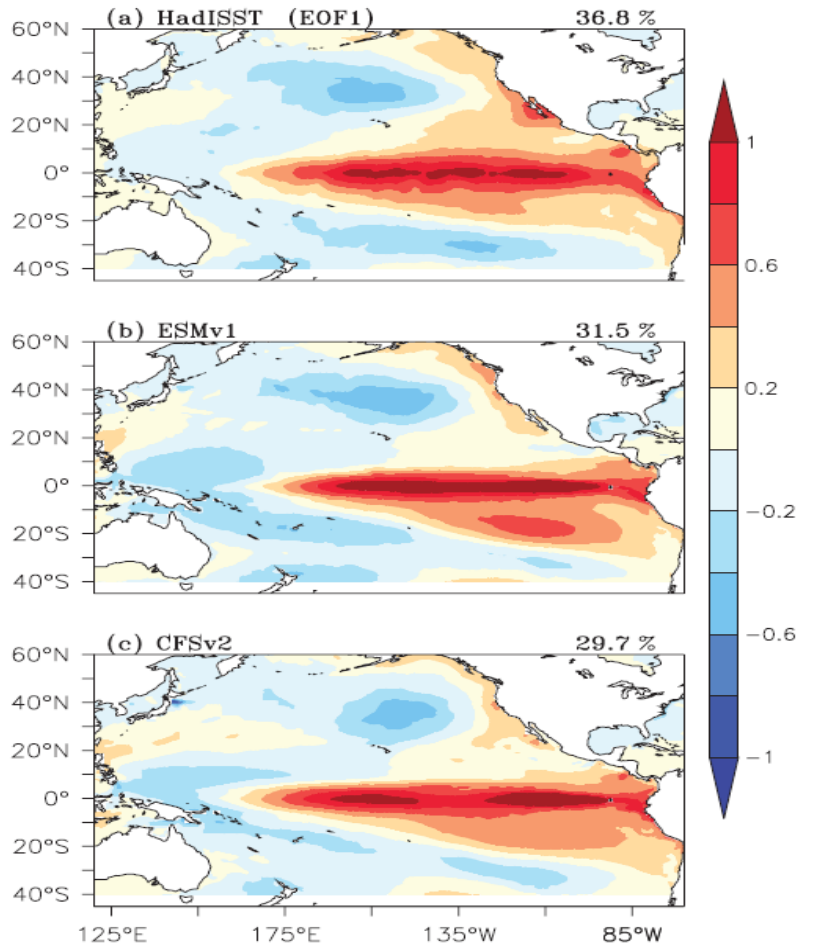 (a) HadISST (EOF1) 36.8 %
60°N
40°N
20°N
0°
20°S
40°S
(b) ESMv1 31.5 %
60°N
40°N
20°N
0°
20°S
40°S
(c) CFSv2 29.7 %
60°N
40°N
20°N
0°
20°S
40°S
125°E 175°E 135°W 85°W
1
0.6
0.2
−0.2
−0.6
−1